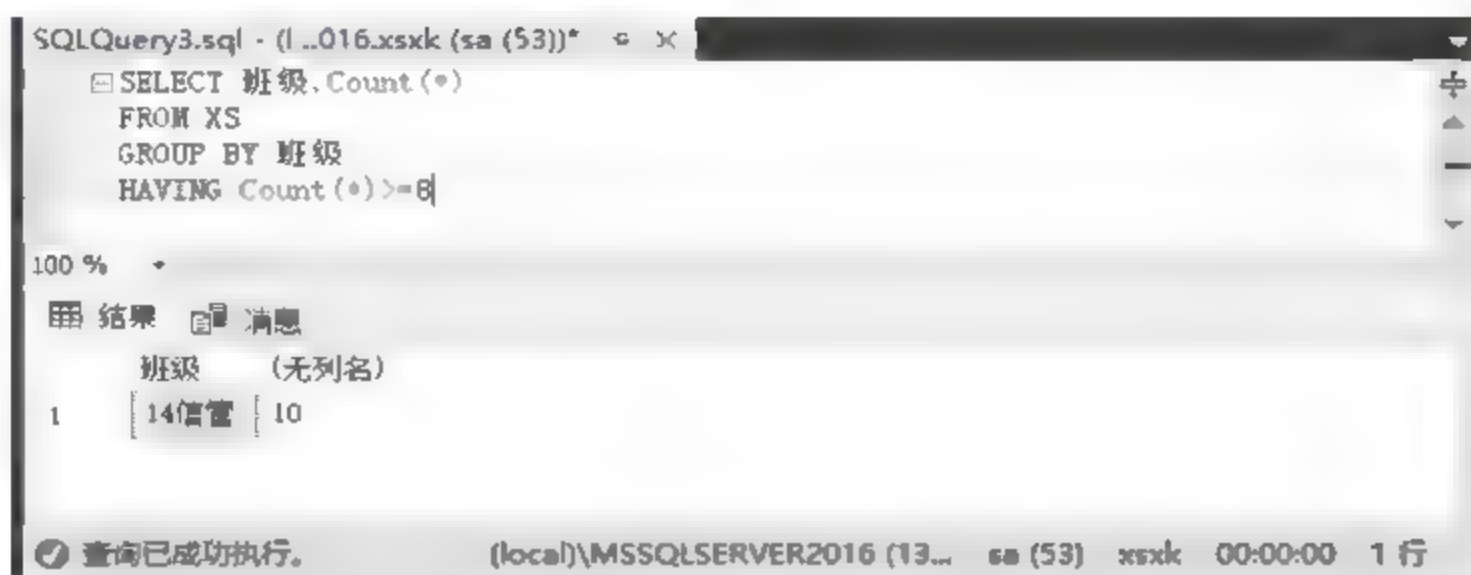 SQLQuery3.sql - (l...016.xsxk (sa (53))*
SELECT 班级,Count(*)
FROM XS
GROUP BY 班级
HAVING Count(*)>=8
100 %
结果 消息
班级 (无列名)
1 14信管 10
查询已成功执行。 (local)\MSSQLSERVER2016 (13... sa (53) xsxk 00:00:00 1 行